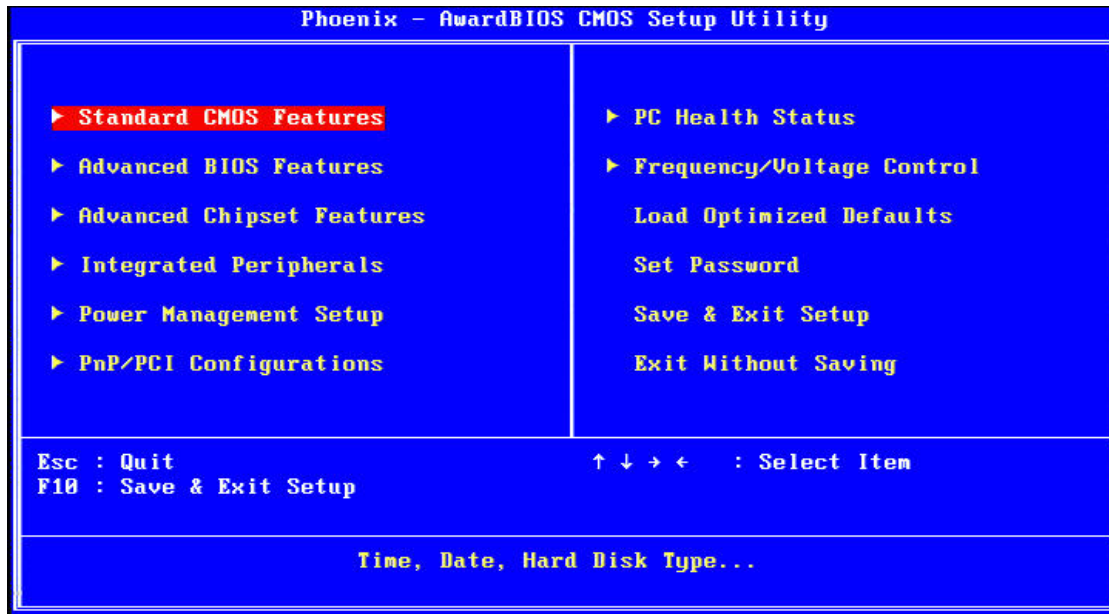 Phoenix - AwardBIOS CMOS Setup Utility
▶ Standard CMOS Features
▶ Advanced BIOS Features
▶ Advanced Chipset Features
▶ Integrated Peripherals
▶ Power Management Setup
▶ PnP/PCI Configurations
▶ PC Health Status
▶ Frequency/Voltage Control
Load Optimized Defaults
Set Password
Save & Exit Setup
Exit Without Saving
Esc : Quit
F10 : Save & Exit Setup
↑ ↓ → ← : Select Item
Time, Date, Hard Disk Type...